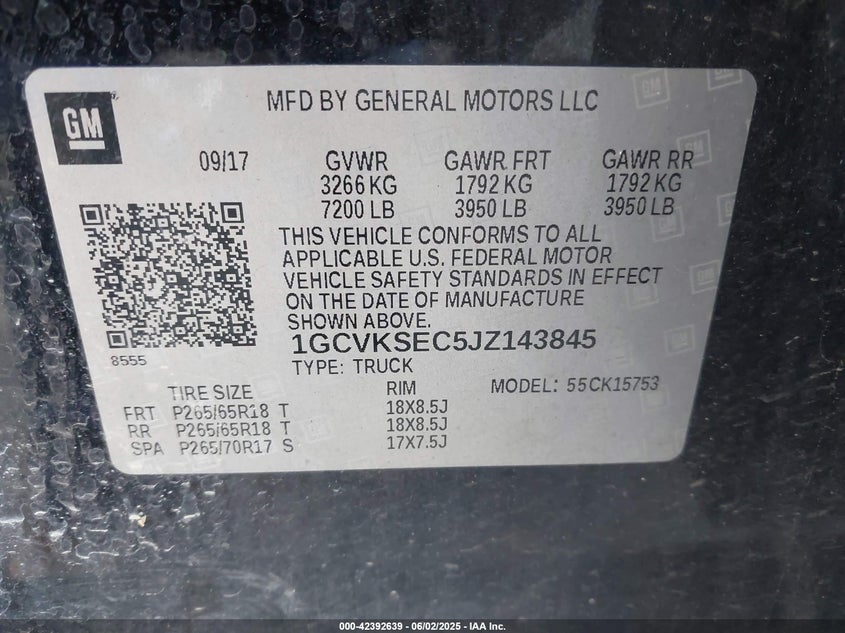 GM
MFD BY GENERAL MOTORS LLC
09/17 GVWR GAWR FRT GAWR RR
3266 KG 1792 KG 1792 KG
7200 LB 3950 LB 3950 LB
THIS VEHICLE CONFORMS TO ALL
APPLICABLE U.S. FEDERAL MOTOR
VEHICLE SAFETY STANDARDS IN EFFECT
ON THE DATE OF MANUFACTURE
SHOWN ABOVE.
1GCVKSEC5JZ143845
8555
TYPE: TRUCK
TIRE SIZE RIM MODEL: 55CK15753
FRT P265/65R18 T 18X8.5J
RR P265/65R18 T 18X8.5J
SPA P265/70R17 S 17X7.5J
000-42392639 - 06/02/2025 - IAA Inc.